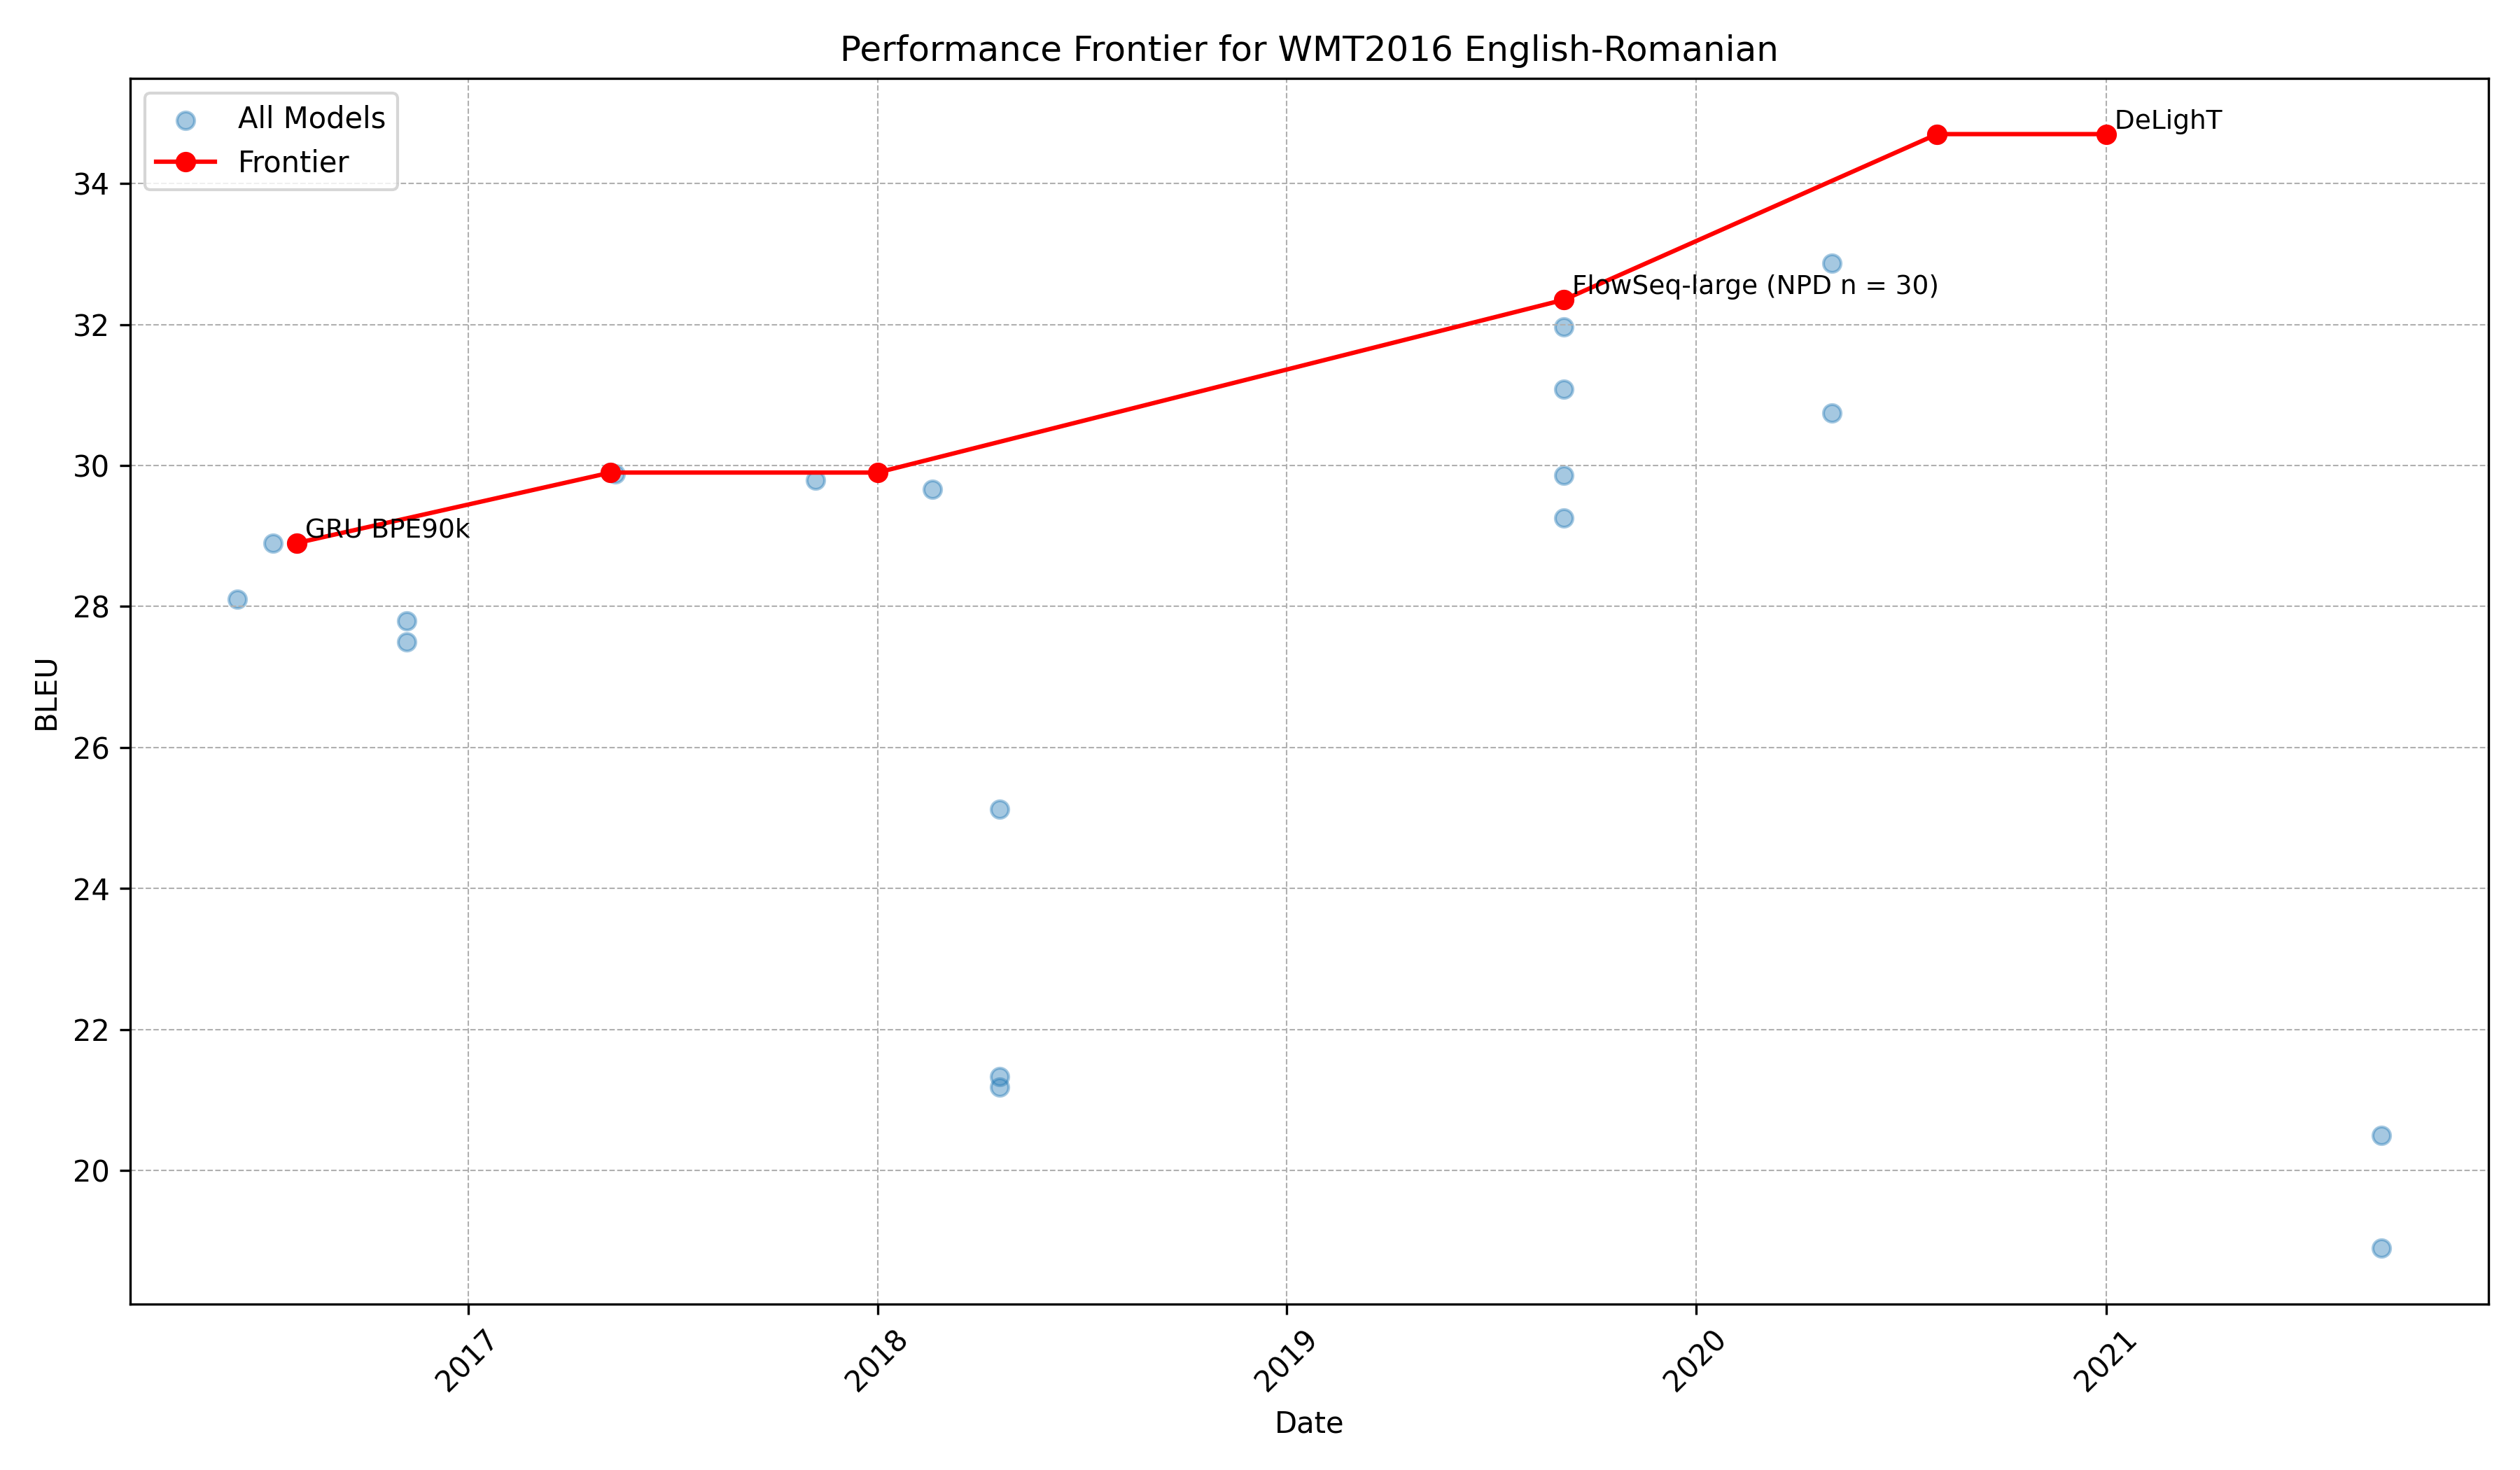 Performance Frontier for WMT2016 English-Romanian
All Models
Frontier
DeLighT
FlowSeq-large (NPD n = 30)
GRU BPE90k
34
32
30
28
26
24
22
20
BLEU
2017
2018
2019
2020
2021
Date